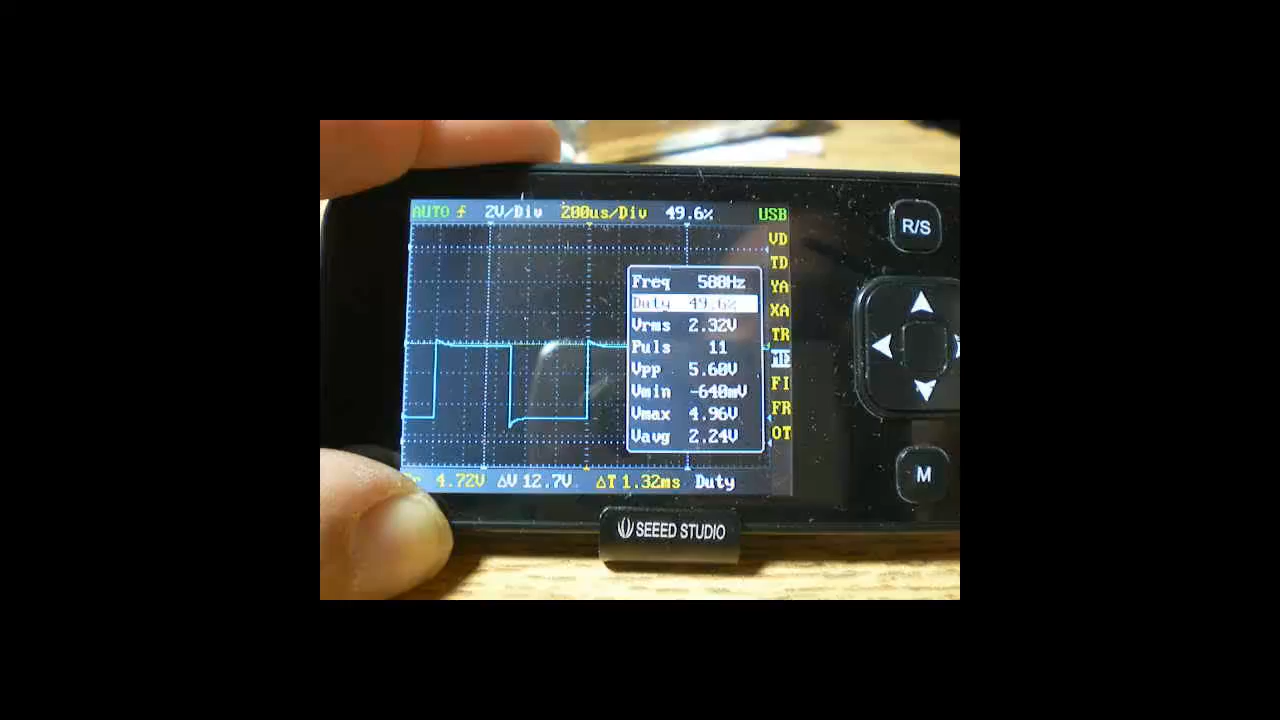 AUTO 2V/Div 200us/Div 49.6% USB
VD
TD
YA
XA
TR
FI
FR
OT
Freq 500Hz
Duty 49.6%
Vrms 2.32V
Puls 11
Vpp 5.60V
Vmin -640mV
Vmax 4.96V
Vavg 2.24V
4.72V ΔV 12.7V ΔT 1.32ms Duty
R/S
M
SEEED STUDIO